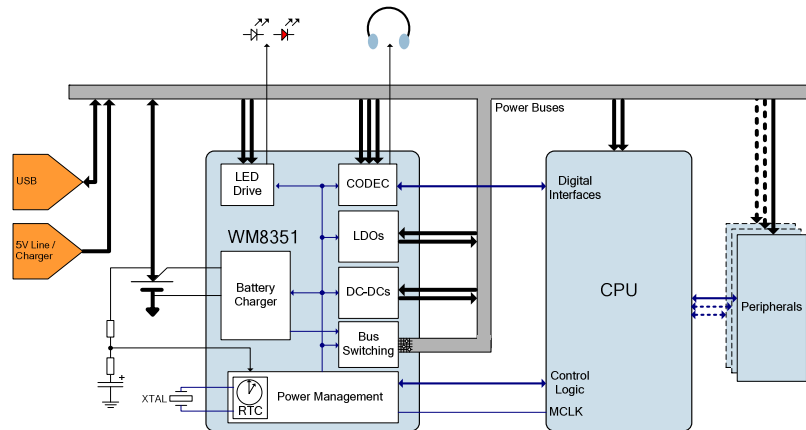 Power Buses
USB
5V Line /
Charger
LED
Drive
CODEC
WM8351
LDOs
Battery
Charger
DC-DCs
Bus
Switching
XTAL
RTC
Power Management
Digital
Interfaces
CPU
Control
Logic
MCLK
Peripherals
+